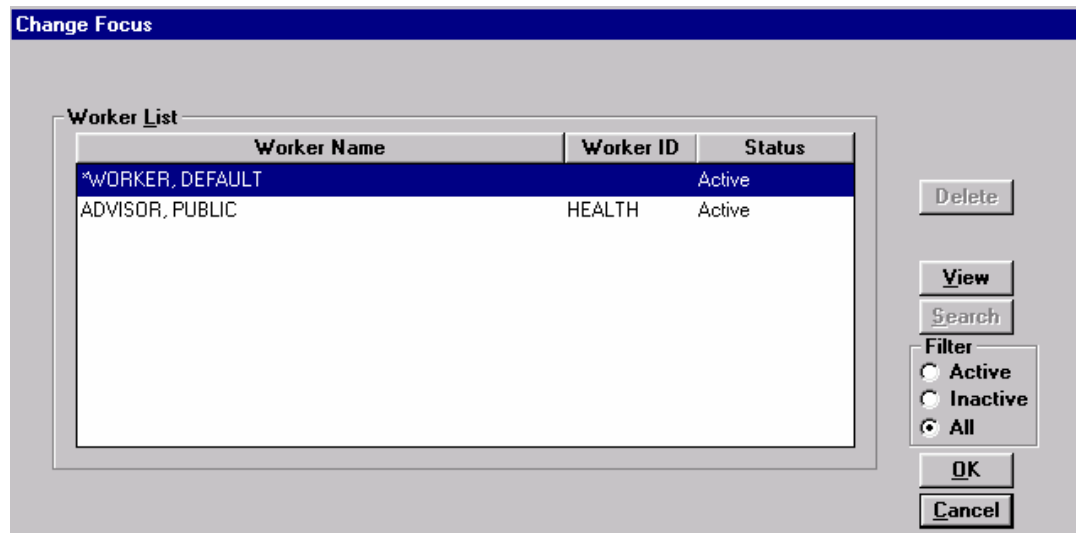 Change Focus
Worker List
Worker Name Worker ID Status
*WORKER, DEFAULT Active
ADVISOR, PUBLIC HEALTH Active
Delete
View
Search
Filter
Active
Inactive
All
OK
Cancel